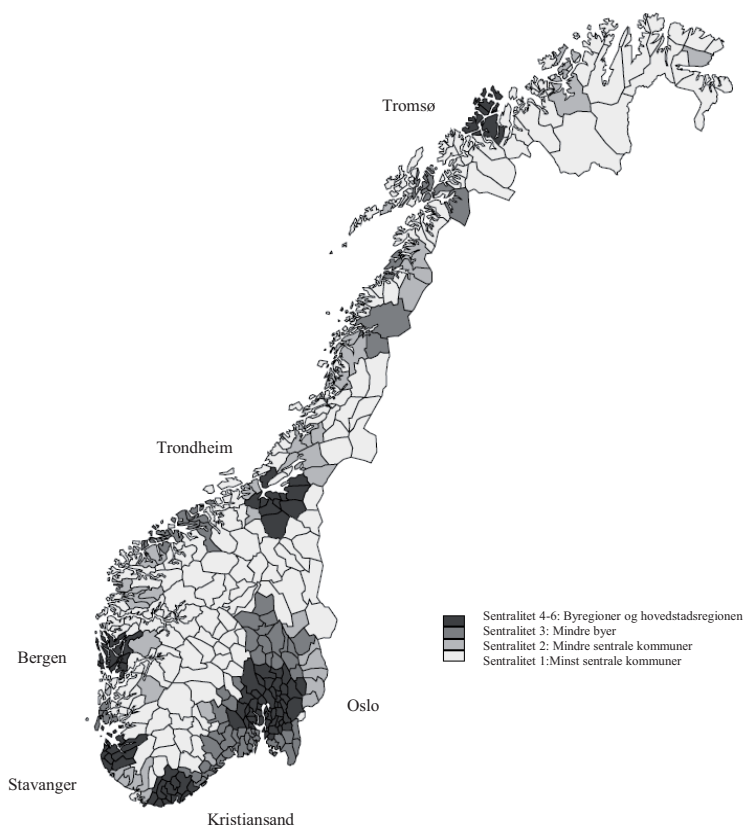 Tromsø
Trondheim
Sentralitet 4-6: Byregioner og hovedstadsregionen
Sentralitet 3: Mindre byer
Sentralitet 2: Mindre sentrale kommuner
Sentralitet 1:Minst sentrale kommuner
Bergen
Oslo
Stavanger
Kristiansand